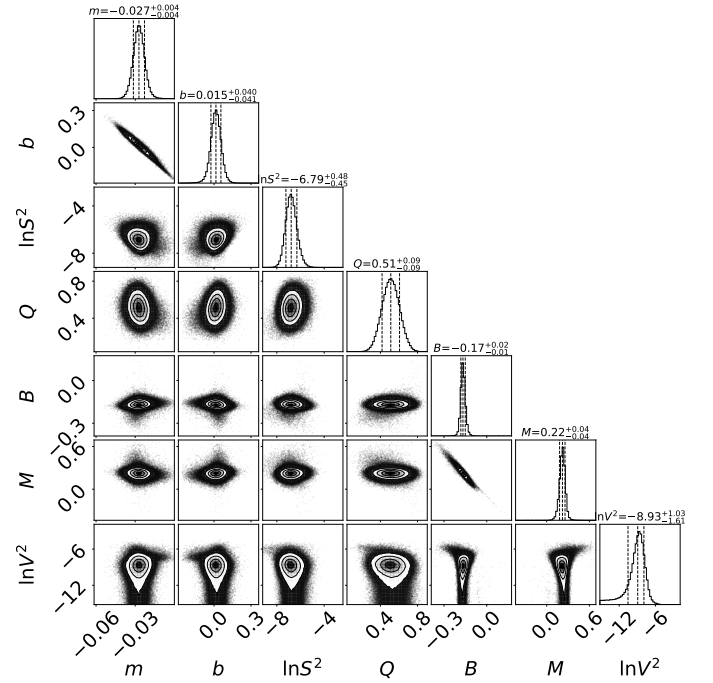 m=−0.027+0.004−0.004
b=0.015+0.040−0.041
0.3
0.0
b
lnS2=−6.79+0.48−0.45
−4
−8
lnS2
Q=0.51+0.09−0.09
0.8
0.4
Q
B=−0.17+0.02−0.01
0.0
−0.3
B
M=0.22+0.04−0.04
0.6
0.0
M
lnV2=−8.93+1.03−1.61
−6
−12
lnV2
−0.06 −0.03 0.0 0.3 −8 −4 0.4 0.8 −0.3 0.0 0.0 0.6 −12 −6
m b lnS2 Q B M lnV2